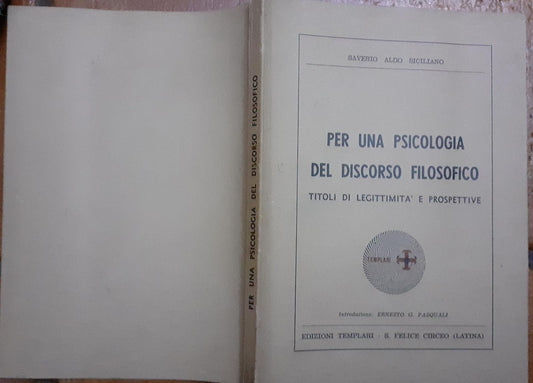 PER UNA PSICOLOGIA DEL DISCORSO FILOSOFICO
SAVERIO ALDO SICILIANO
PER UNA PSICOLOGIA
DEL DISCORSO FILOSOFICO
TITOLI DI LEGITTIMITA' E PROSPETTIVE
TEMPLARI
Introduzione: ERNESTO G. PASQUALI
EDIZIONI TEMPLARI - S. FELICE CIRCEO (LATINA)